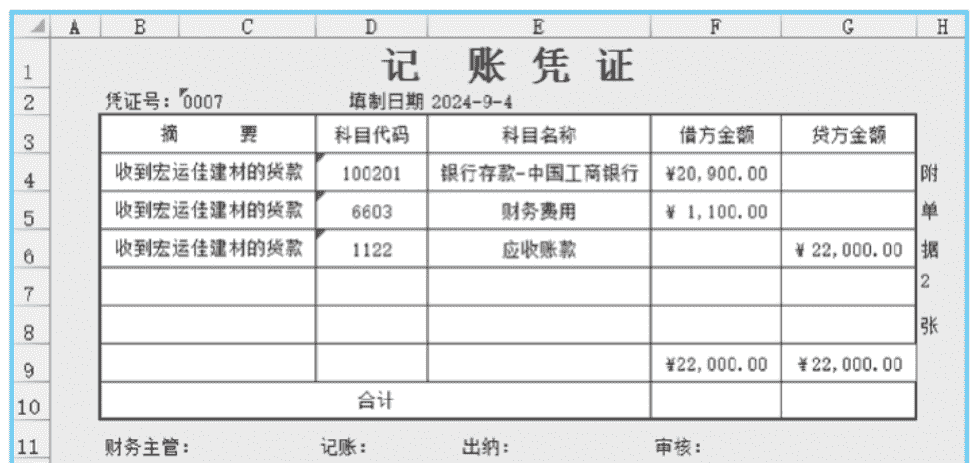 A B C D E F G H
1 记 账 凭 证
2 凭证号：0007 填制日期 2024-9-4
3 摘 要 科目代码 科目名称 借方金额 贷方金额
4 收到宏运佳建材的货款 100201 银行存款-中国工商银行 ¥20,900.00 附
5 收到宏运佳建材的货款 6603 财务费用 ¥ 1,100.00 单
6 收到宏运佳建材的货款 1122 应收账款 ¥ 22,000.00 据
7 2
8 张
9 ¥22,000.00 ¥22,000.00
10 合计
11 财务主管： 记账： 出纳： 审核：